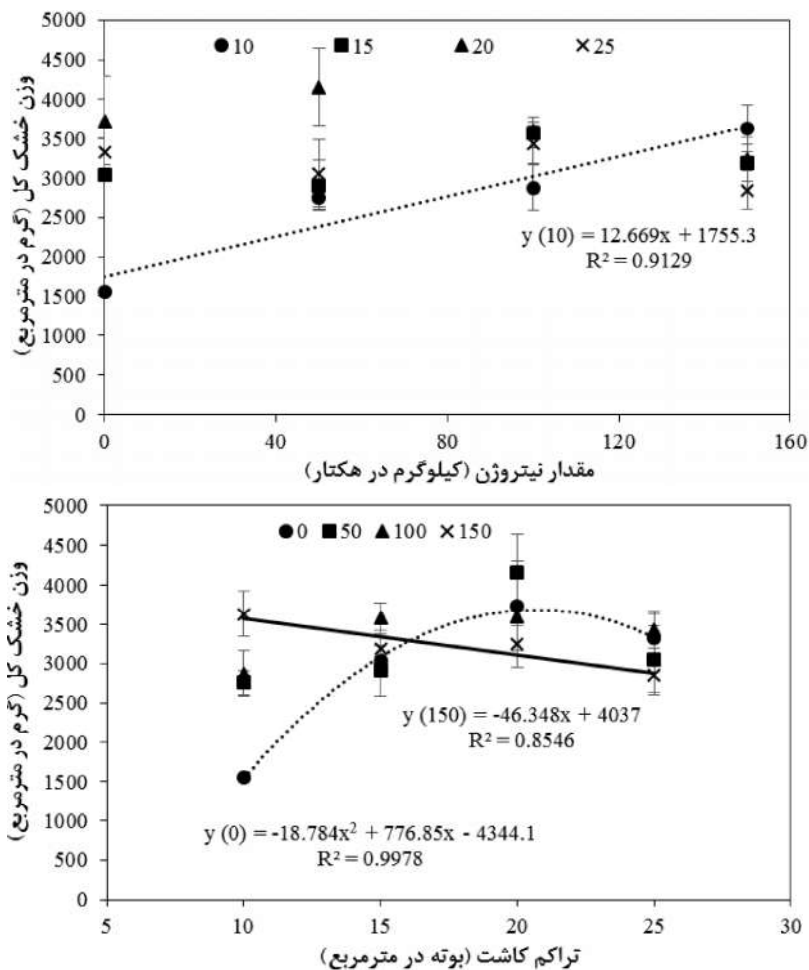 وزن خشک کل (گرم در مترمربع)
5000
4500
4000
3500
3000
2500
2000
1500
1000
500
0
10 15 20 25
y (10) = 12.669x + 1755.3
R² = 0.9129
0 40 80 120 160
مقدار نیتروژن (کیلوگرم در هکتار)
وزن خشک کل (گرم در مترمربع)
5000
4500
4000
3500
3000
2500
2000
1500
1000
500
0
0 50 100 150
y (150) = -46.348x + 4037
R² = 0.8546
y (0) = -18.784x² + 776.85x - 4344.1
R² = 0.9978
5 10 15 20 25 30
تراکم کاشت (بوته در مترمربع)